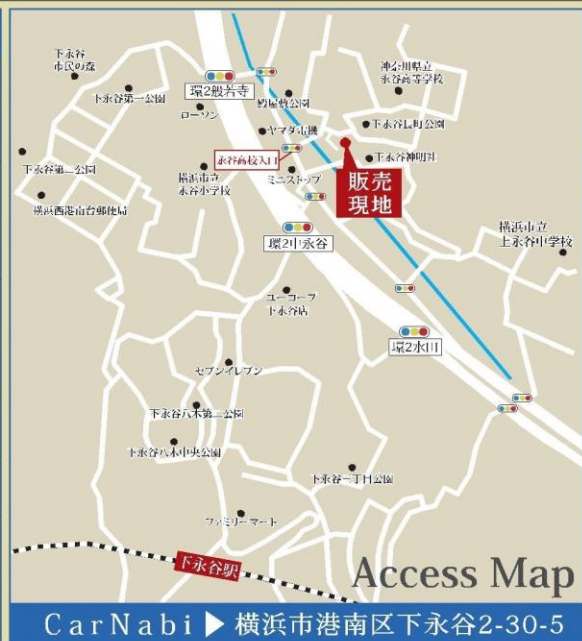 下永谷
市民の森
環2般若寺
神奈川県立
永谷高等学校
下永谷第一公園
ローソン
殿屋敷公園
ヤマダ電機
下永谷長町公園
永谷高校入口
下永谷神明社
下永谷第二公園
横浜市立
永谷小学校
ミニストップ
販売
現地
横浜西港南台郵便局
環2中永谷
横浜市立
上永谷中学校
ユーコープ
下永谷店
環2水田
セブンイレブン
下永谷八木第二公園
下永谷八木中央公園
下永谷一丁目公園
ファミリーマート
下永谷駅
Access Map
CarNabi ▶ 横浜市港南区下永谷2-30-5